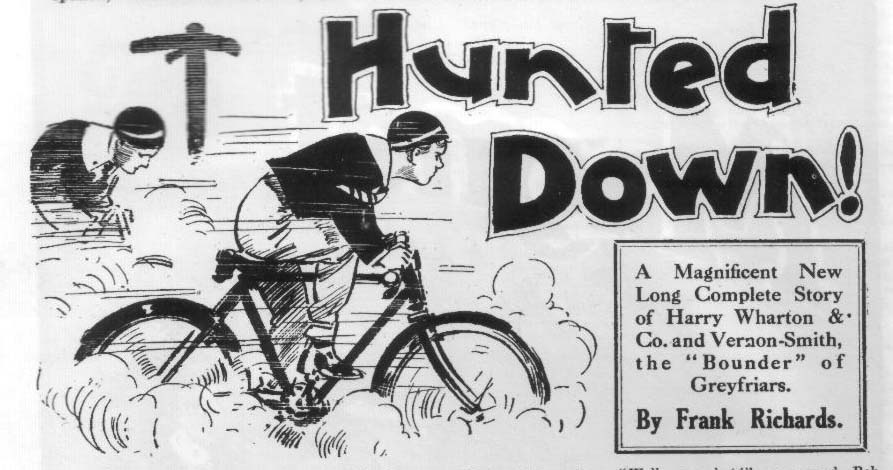 Hunted
Down!
A Magnificent New
Long Complete Story
of Harry Wharton &
Co. and Vernon-Smith,
the "Bounder" of
Greyfriars.
By Frank Richards.